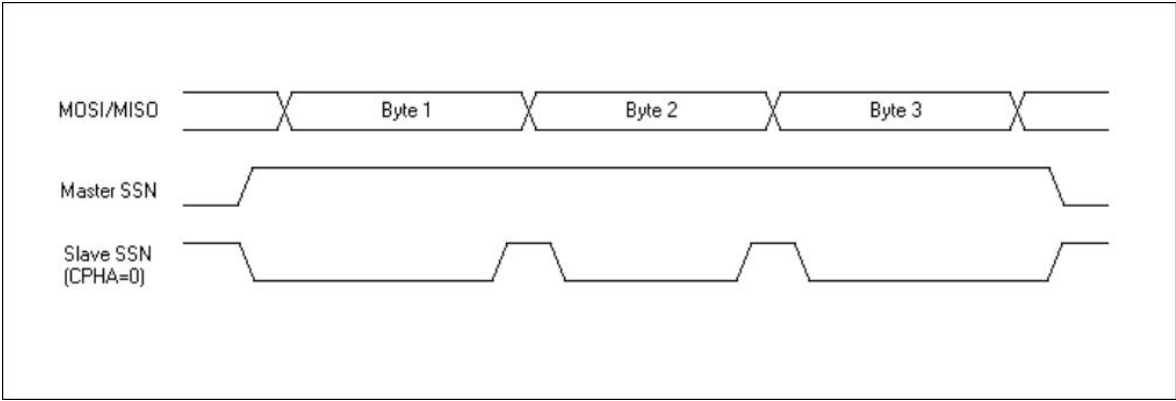 MOSI/MISO
Byte 1
Byte 2
Byte 3
Master SSN
Slave SSN
(CPHA=0)